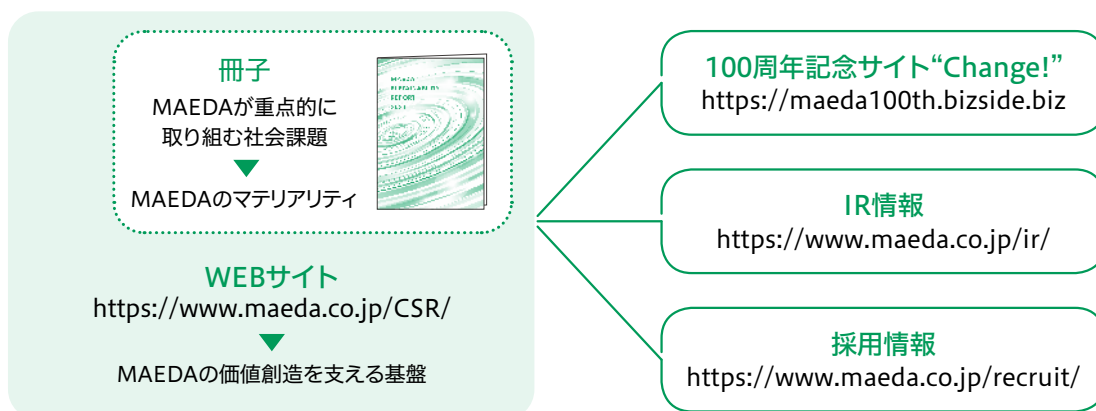 冊子
MAEDAが重点的に
取り組む社会課題
MAEDAのマテリアリティ
WEBサイト
https://www.maeda.co.jp/CSR/
MAEDAの価値創造を支える基盤
100周年記念サイト“Change!”
https://maeda100th.bizside.biz
IR情報
https://www.maeda.co.jp/ir/
採用情報
https://www.maeda.co.jp/recruit/